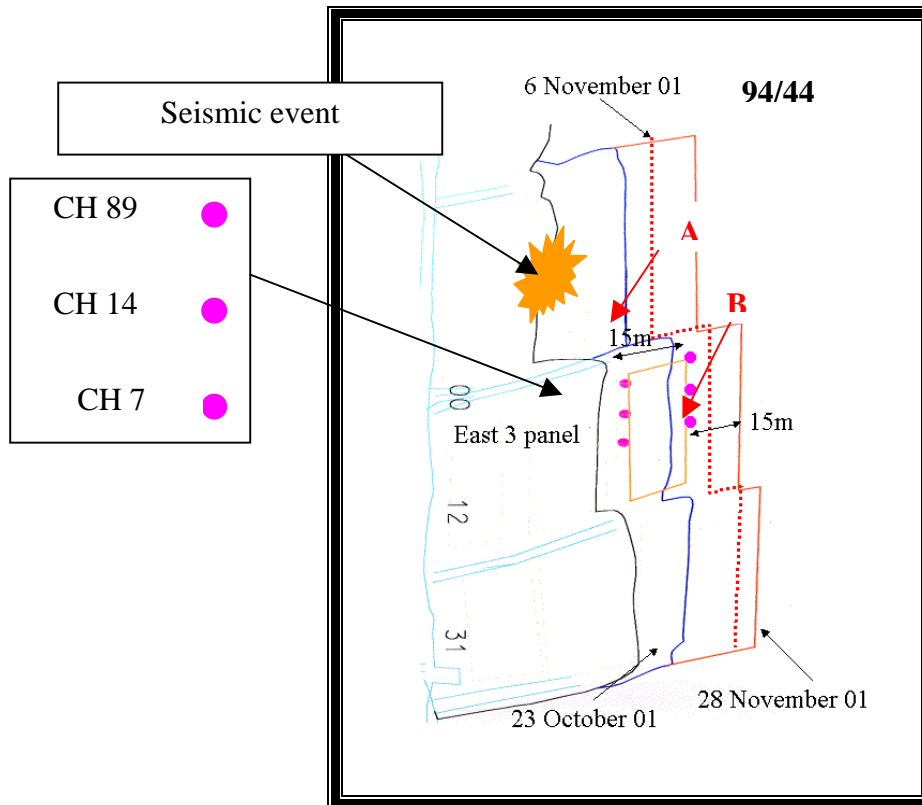 6 November 01
94/44
Seismic event
CH 89
CH 14
CH 7
A
B
15m
00
East 3 panel
15m
12
31
23 October 01
28 November 01